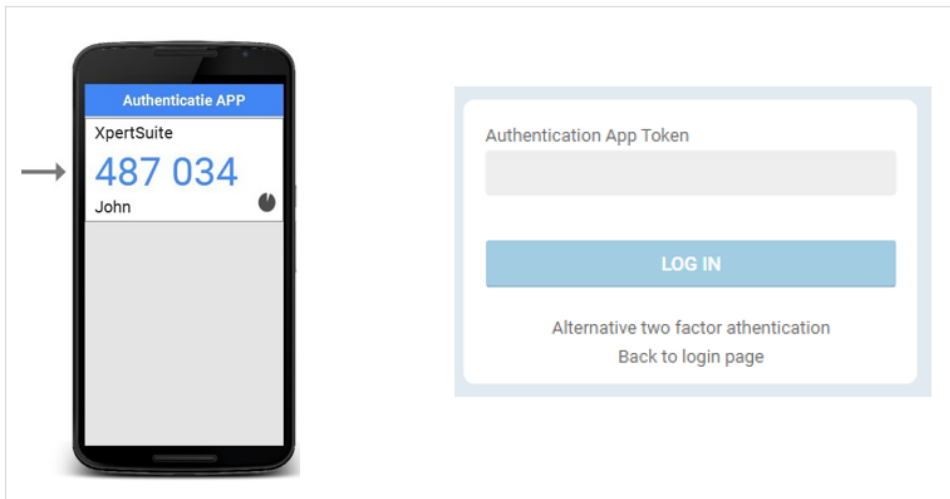 Authenticatie APP
XpertSuite
487 034
John
Authentication App Token
LOG IN
Alternative two factor athentication
Back to login page